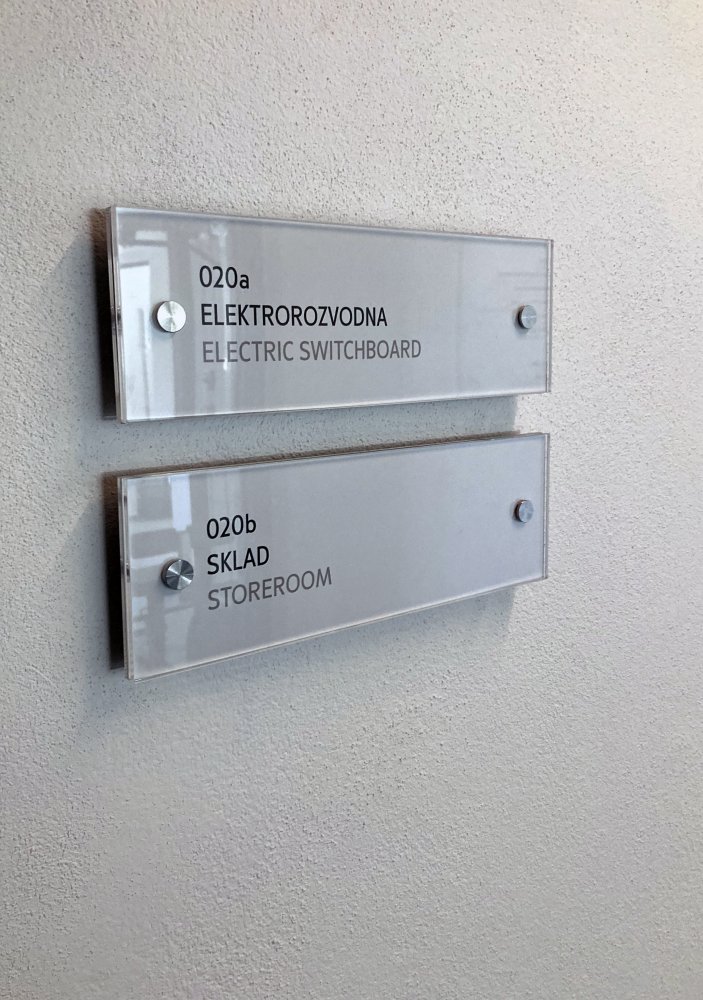 020a
ELEKTROROZVODNA
ELECTRIC SWITCHBOARD
020b
SKLAD
STOREROOM